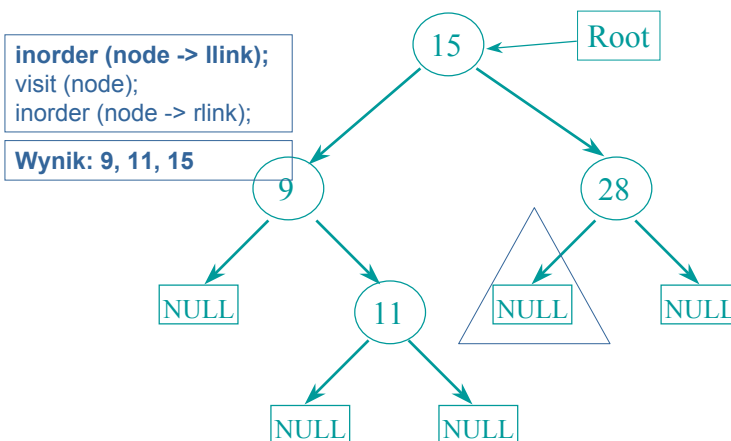 inorder (node -> llink);
visit (node);
inorder (node -> rlink);
Wynik: 9, 11, 15
15
Root
9
28
NULL
11
NULL
NULL
NULL
NULL